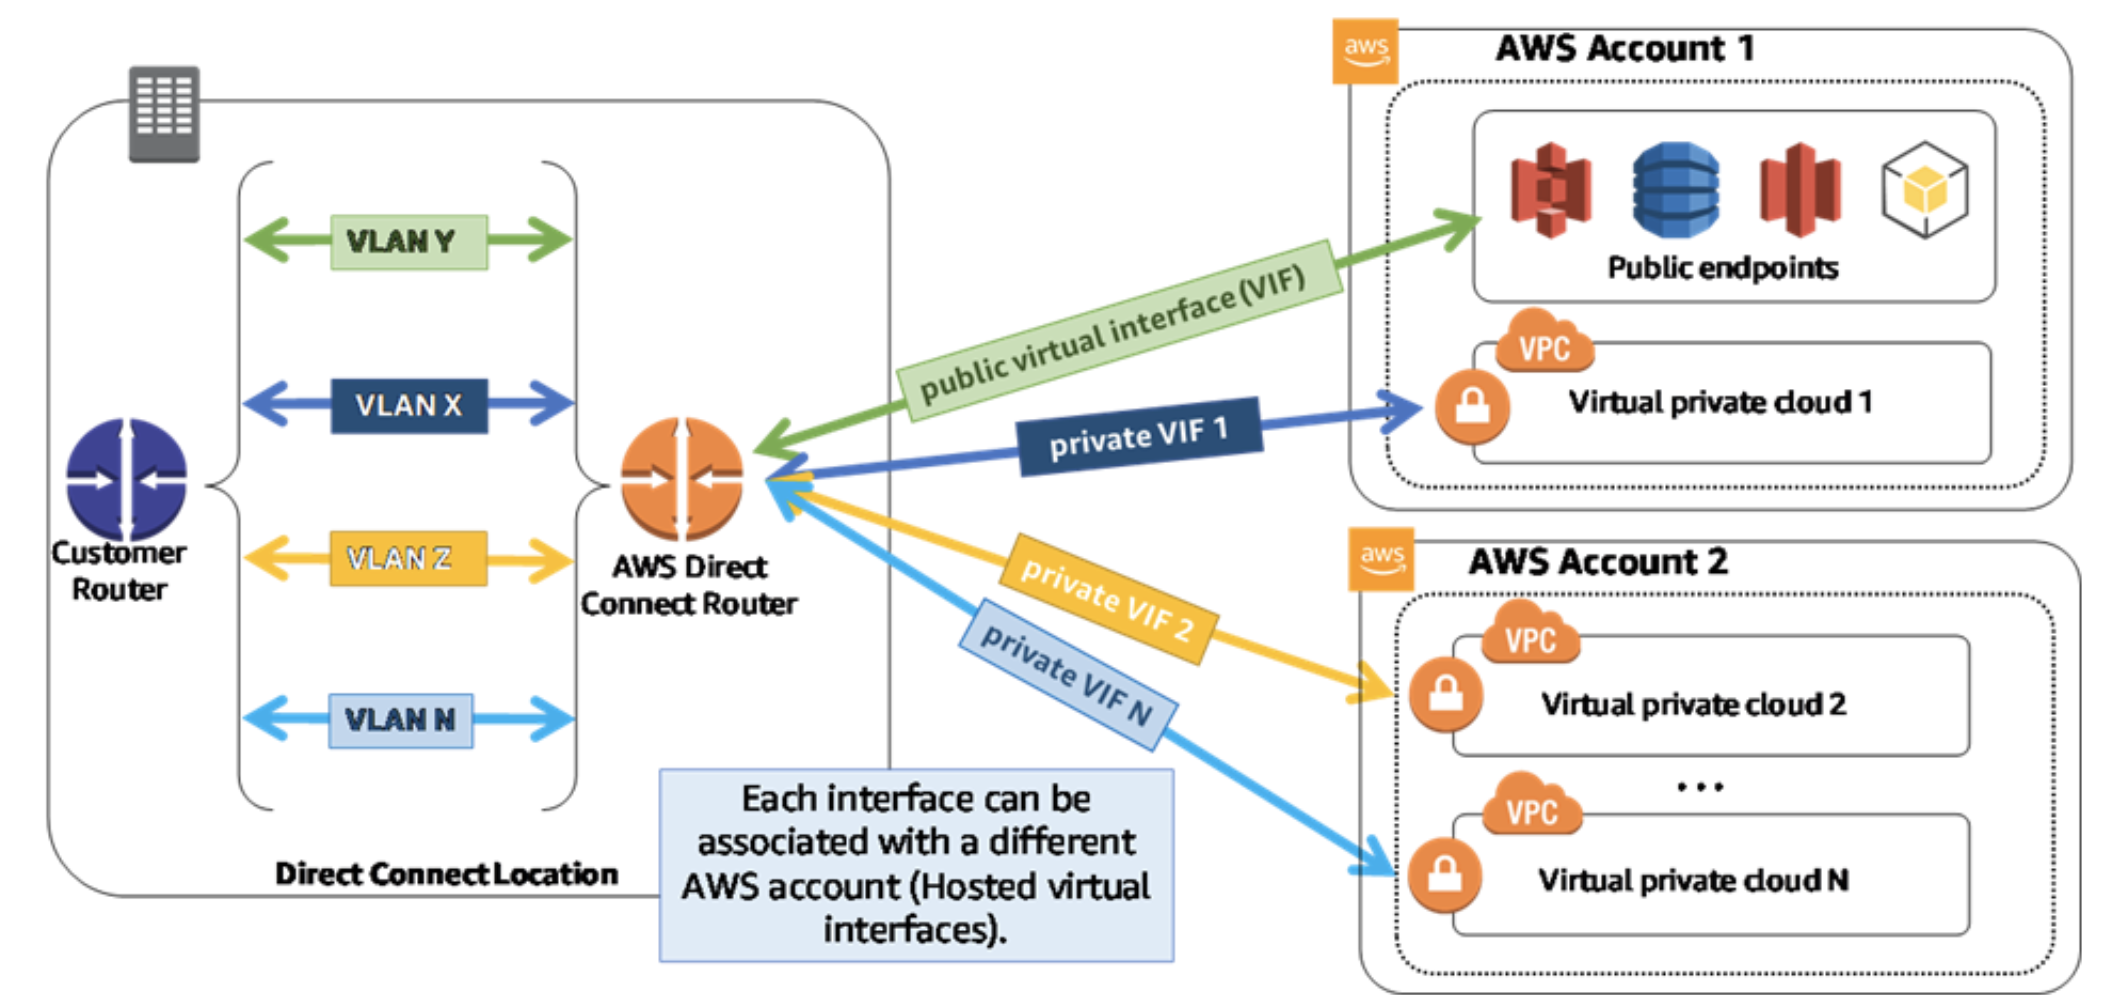 VLAN Y
VLAN X
VLAN Z
VLAN N
Customer
Router
AWS Direct
Connect Router
Direct Connect Location
public virtual interface (VIF)
private VIF 1
private VIF 2
private VIF N
Each interface can be
associated with a different
AWS account (Hosted virtual
interfaces).
aws
AWS Account 1
Public endpoints
VPC
Virtual private cloud 1
aws
AWS Account 2
VPC
Virtual private cloud 2
...
VPC
Virtual private cloud N